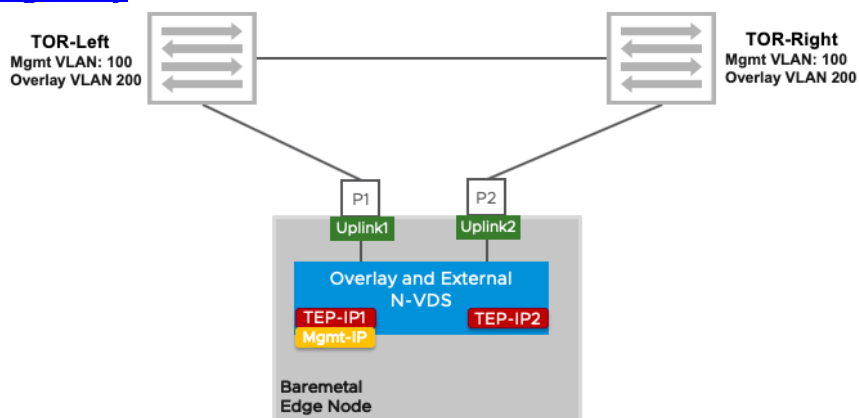 TOR-Left
Mgmt VLAN: 100
Overlay VLAN 200
TOR-Right
Mgmt VLAN: 100
Overlay VLAN 200
P1
P2
Uplink1
Uplink2
Overlay and External
N-VDS
TEP-IP1
TEP-IP2
Mgmt-IP
Baremetal
Edge Node